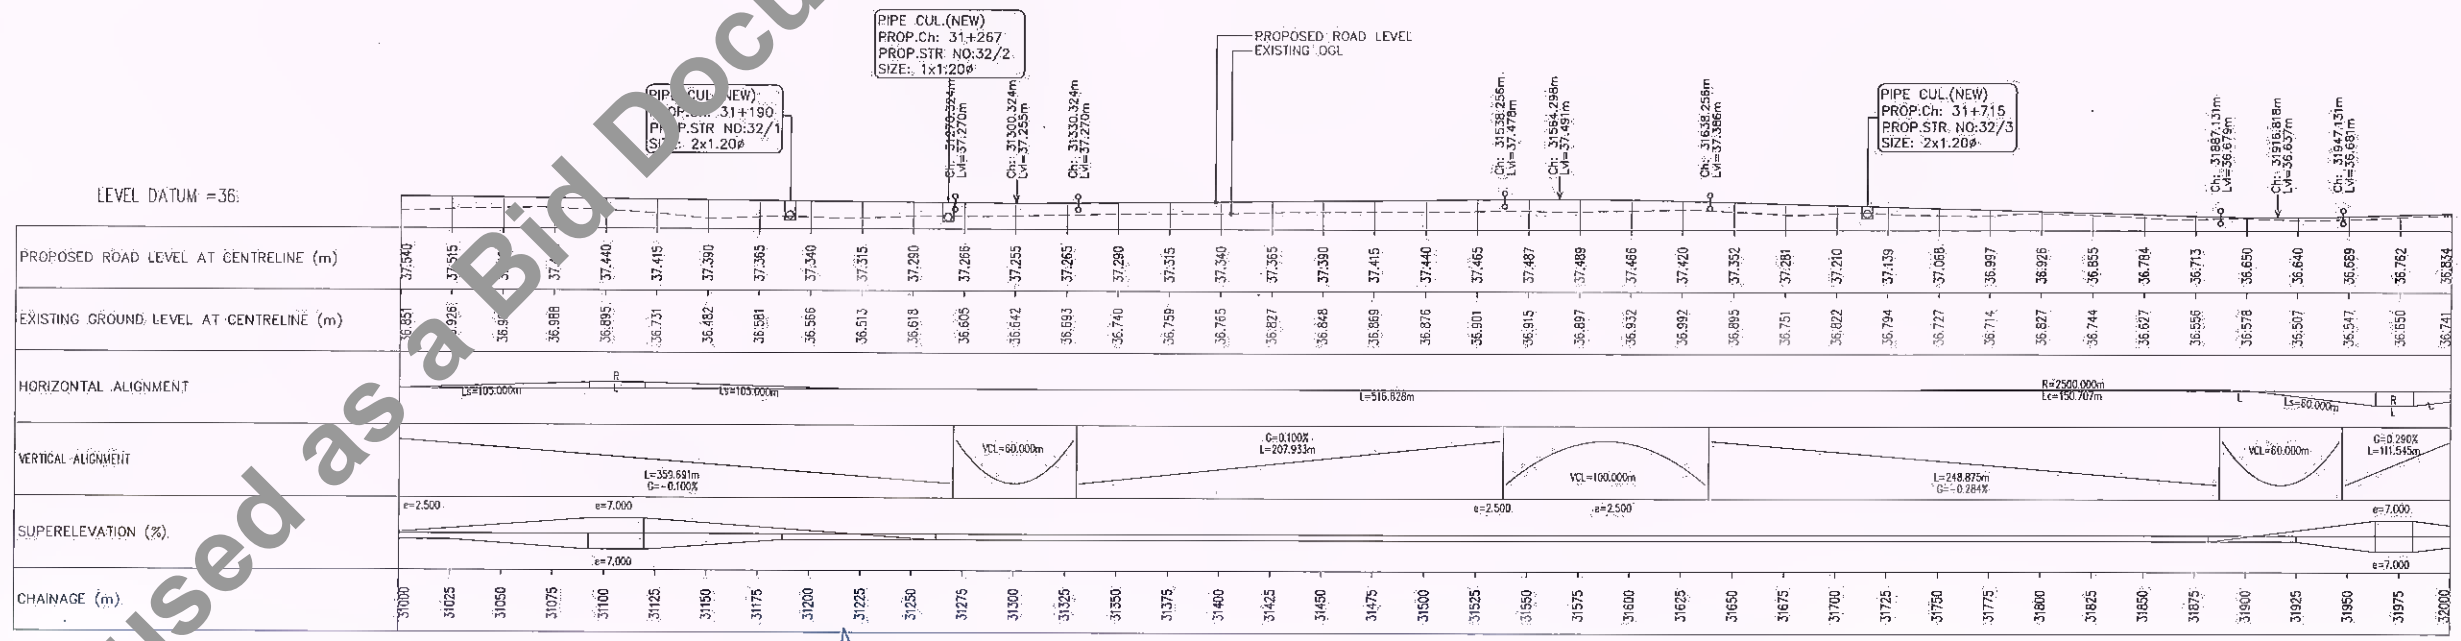 PIPE CUL.(NEW)
PROP.Ch: 31+267
PROP.STR NO:32/2
SIZE: 1x1.20ø
PROPOSED ROAD LEVEL
EXISTING OGL
PIPE CUL.(NEW)
31+190
PROP.STR NO:32/1
2x1.20ø
Ch: 31270.324m
Lvl=37.270m
Ch: 31300.324m
Lvl=37.255m
Ch: 31330.324m
Lvl=37.270m
Ch: 31538.256m
Lvl=37.478m
Ch: 31564.298m
Lvl=37.491m
Ch: 31638.256m
Lvl=37.386m
PIPE CUL.(NEW)
PROP.Ch: 31+715
PROP.STR NO:32/3
SIZE: 2x1.20ø
Ch: 31887.131m
Lvl=36.679m
Ch: 31916.818m
Lvl=36.637m
Ch: 31947.131m
Lvl=36.681m
used as a Bid Docu
LEVEL DATUM =36.
PROPOSED ROAD LEVEL AT CENTRELINE (m)
37.540 37.515 37.440 37.415 37.390 37.365 37.340 37.315 37.290 37.266 37.255 37.265 37.290 37.315 37.340 37.365 37.390 37.415 37.440 37.465 37.487 37.489 37.466 37.420 37.352 37.281 37.210 37.139 37.068 36.997 36.926 36.855 36.784 36.713 36.650 36.640 36.689 36.762 36.834
EXISTING GROUND LEVEL AT CENTRELINE (m)
36.851 36.926 36.988 36.895 36.731 36.482 36.581 36.566 36.513 36.618 36.605 36.642 36.693 36.740 36.759 36.765 36.827 36.848 36.869 36.876 36.901 36.915 36.897 36.932 36.992 36.895 36.751 36.822 36.794 36.727 36.714 36.827 36.744 36.627 36.556 36.578 36.507 36.547 36.650 36.741
HORIZONTAL ALIGNMENT
Ls=105.000m
R
L
Ls=105.000m
L=516.828m
R=2500.000m
Lc=150.707m
L
Ls=80.000m
R
L
L
VERTICAL ALIGNMENT
L=359.691m
G=-0.100%
VCL=60.000m
G=0.100%
L=207.933m
VCL=100.000m
L=248.875m
G=-0.284%
VCL=60.000m
G=0.290%
L=111.545m
SUPERELEVATION (%)
e=2.500
e=7.000
e=7.000
e=2.500
e=2.500
e=7.000
e=7.000
CHAINAGE (m)
31000 31025 31050 31075 31100 31125 31150 31175 31200 31225 31250 31275 31300 31325 31350 31375 31400 31425 31450 31475 31500 31525 31550 31575 31600 31625 31650 31675 31700 31725 31750 31775 31800 31825 31850 31875 31900 31925 31950 31975 32000